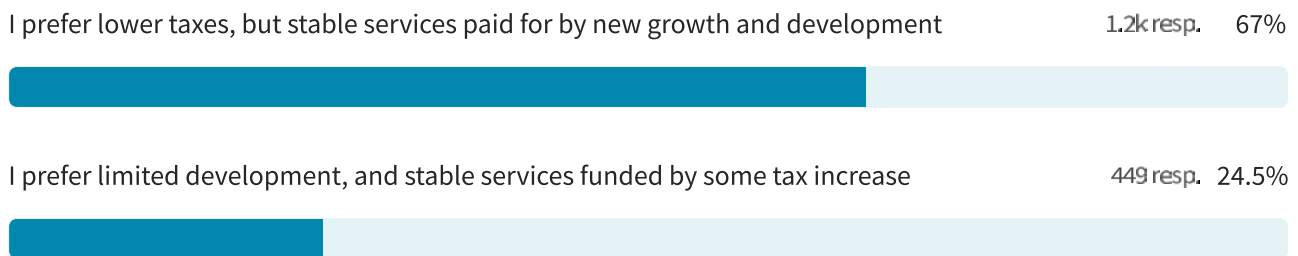 I prefer lower taxes, but stable services paid for by new growth and development 1.2k resp. 67%
I prefer limited development, and stable services funded by some tax increase 449 resp. 24.5%